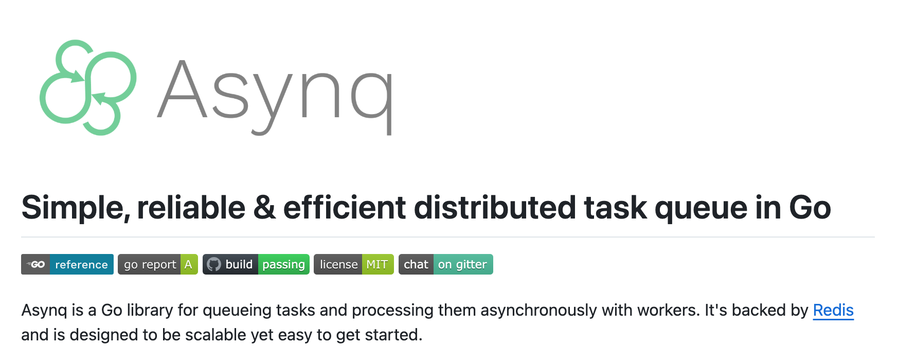 Asynq
Simple, reliable & efficient distributed task queue in Go
GO reference go report A build passing license MIT chat on gitter
Asynq is a Go library for queueing tasks and processing them asynchronously with workers. It's backed by Redis
and is designed to be scalable yet easy to get started.